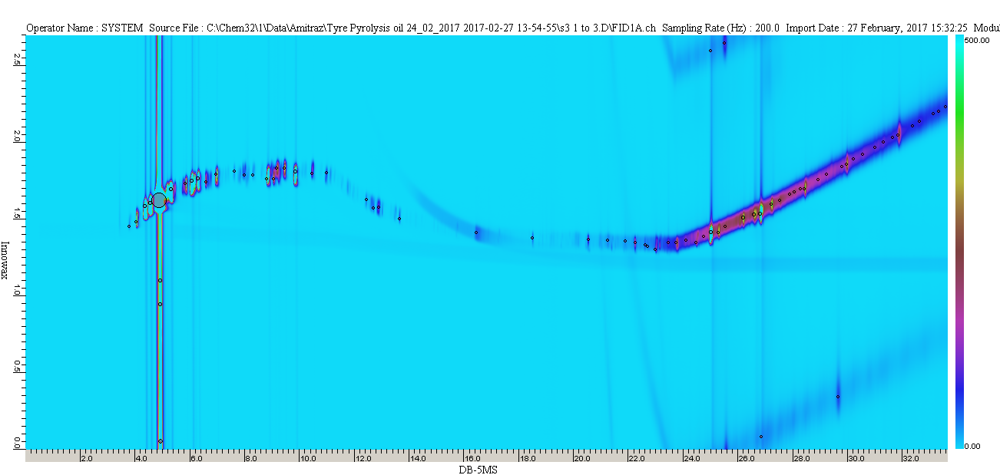 Operator Name : SYSTEM Source File : C:\Chem32\1\Data\Amitraz\Tyre Pyrolysis oil 24_02_2017 2017-02-27 13-54-55\s3 1 to 3.D\FID1A.ch Sampling Rate (Hz) : 200.0 Import Date : 27 February, 2017 15:32:25 Modul
500.00
2.5
2.0
1.5
Innowax
1.0
0.5
0.0
0.00
2.0 4.0 6.0 8.0 10.0 12.0 14.0 16.0 18.0 20.0 22.0 24.0 26.0 28.0 30.0 32.0
DB-5MS